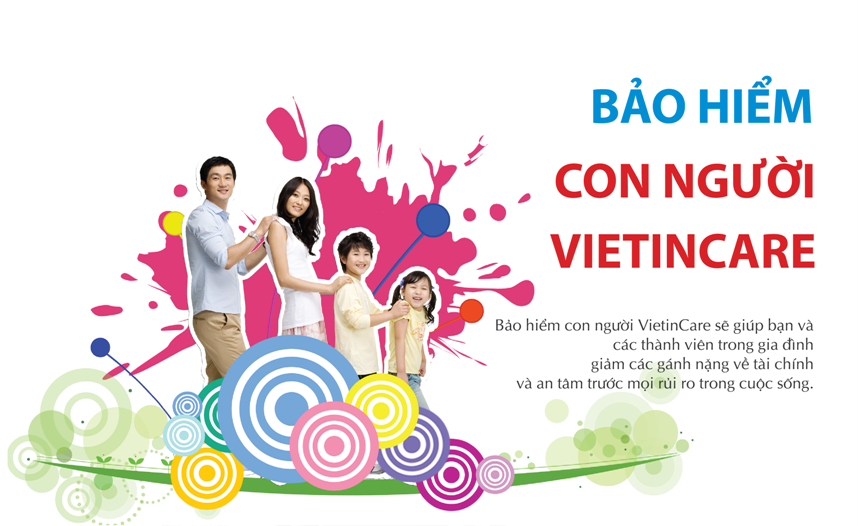 BẢO HIỂM
CON NGƯỜI
VIETINCARE
Bảo hiểm con người VietinCare sẽ giúp bạn và
các thành viên trong gia đình
giảm các gánh nặng về tài chính
và an tâm trước mọi rủi ro trong cuộc sống.